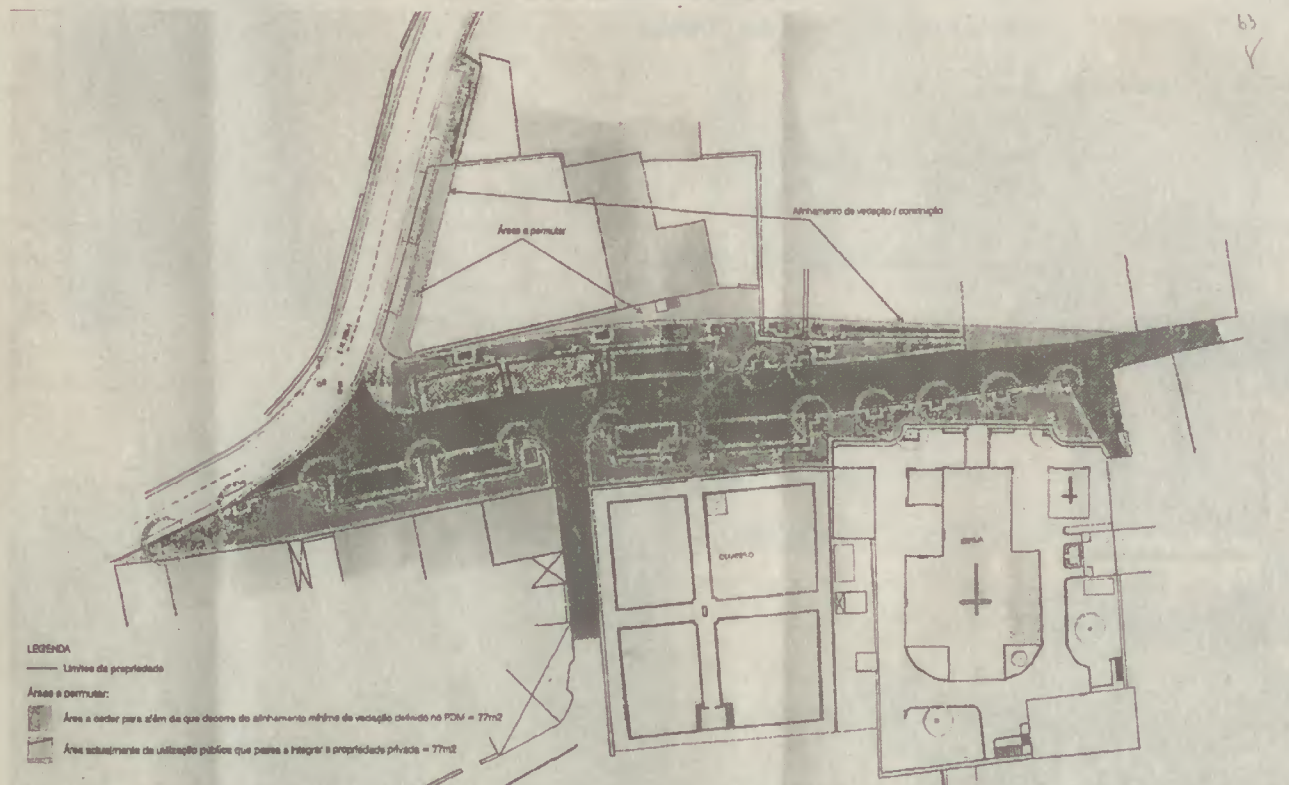 63
Alinhamento de vedação / construção
Áreas a permutar
LEGENDA
Limites da propriedade
Áreas a permutar:
Área a ceder para além da que decorre do alinhamento mínimo de vedação definido no PDM = 77m2
Área actualmente de utilização pública que passa a integrar a propriedade privada = 77m2